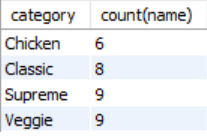 category count(name)
Chicken 6
Classic 8
Supreme 9
Veggie 9